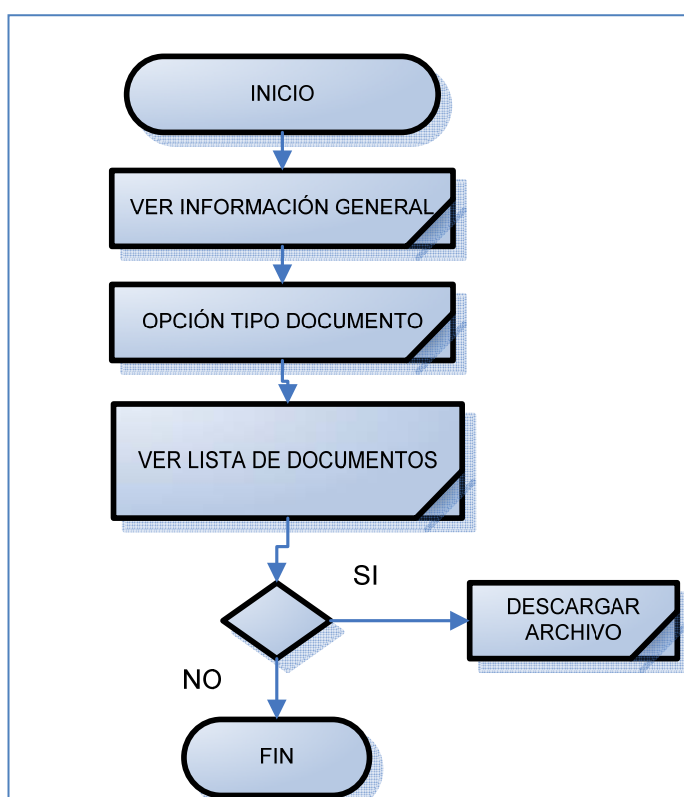 INICIO
VER INFORMACIÓN GENERAL
OPCIÓN TIPO DOCUMENTO
VER LISTA DE DOCUMENTOS
SI
DESCARGAR
ARCHIVO
NO
FIN